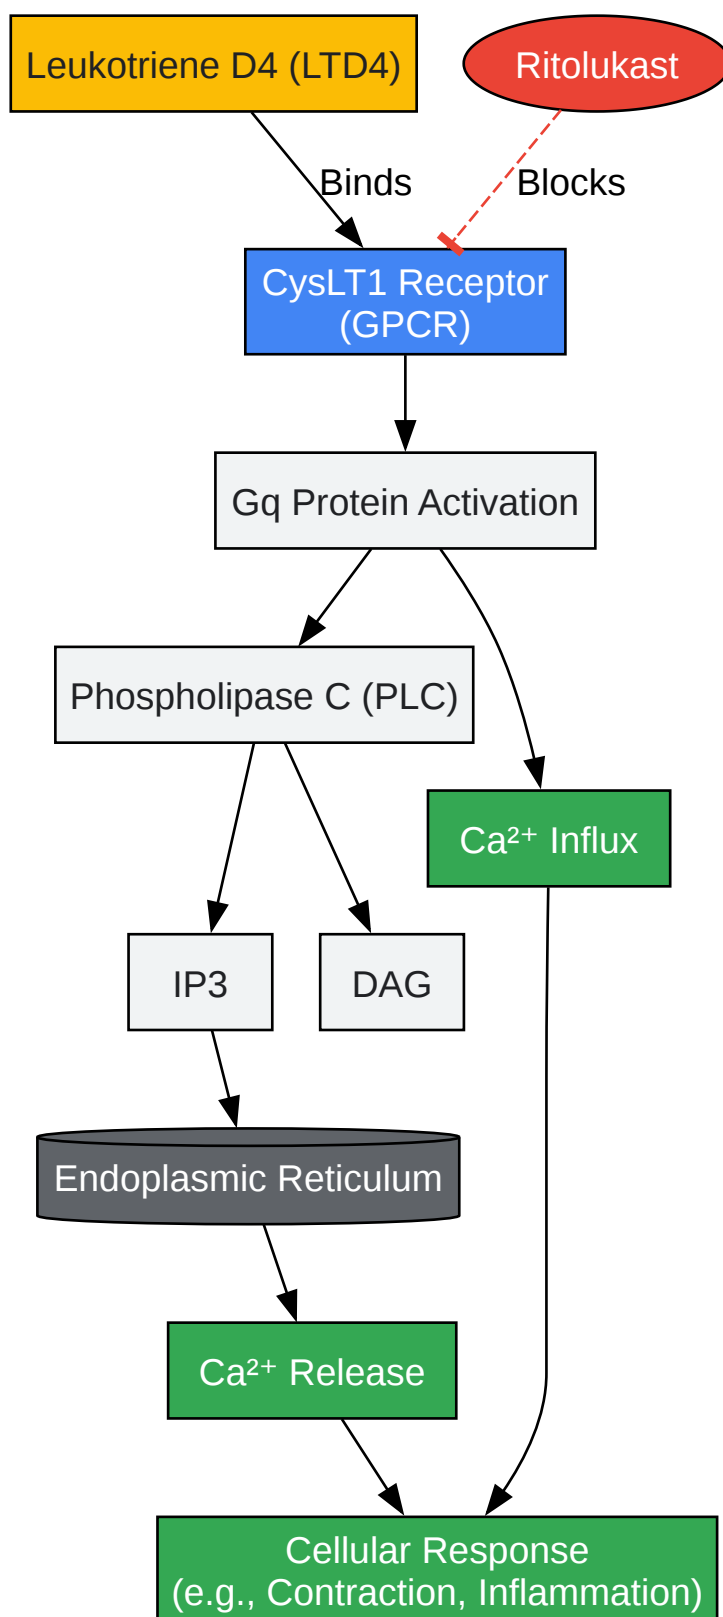 Leukotriene D4 (LTD4)
Ritolukast
Binds
Blocks
CysLT1 Receptor
(GPCR)
Gq Protein Activation
Phospholipase C (PLC)
Ca²⁺ Influx
IP3
DAG
Endoplasmic Reticulum
Ca²⁺ Release
Cellular Response
(e.g., Contraction, Inflammation)